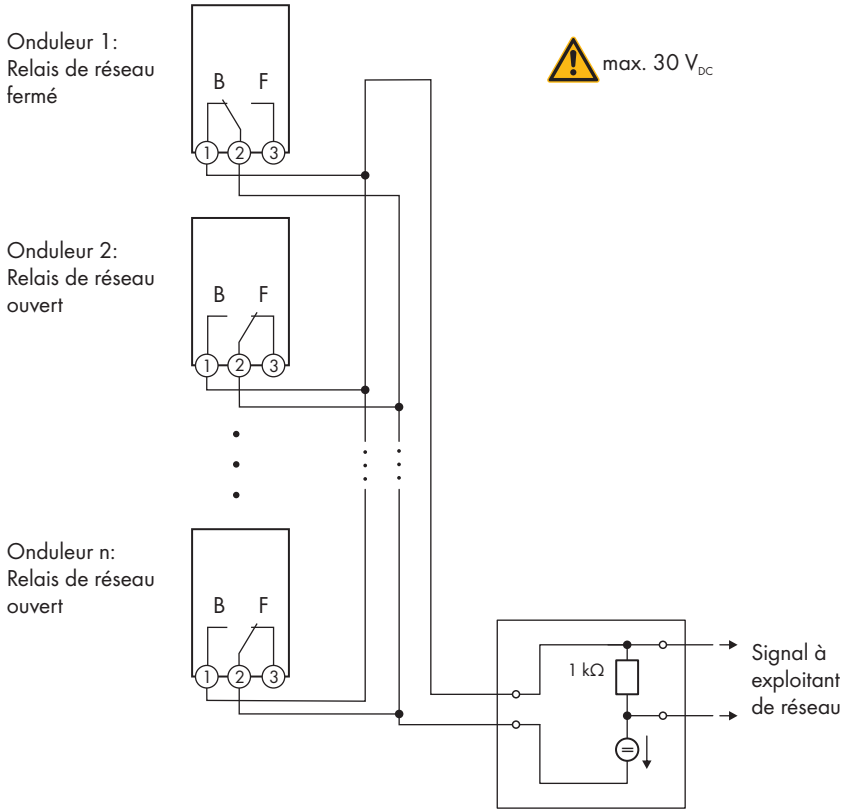 Onduleur 1:
Relais de réseau
fermé
B F
1 2 3
max. 30 VDC
Onduleur 2:
Relais de réseau
ouvert
B F
1 2 3
Onduleur n:
Relais de réseau
ouvert
B F
1 2 3
1 kΩ
Signal à
exploitant
de réseau